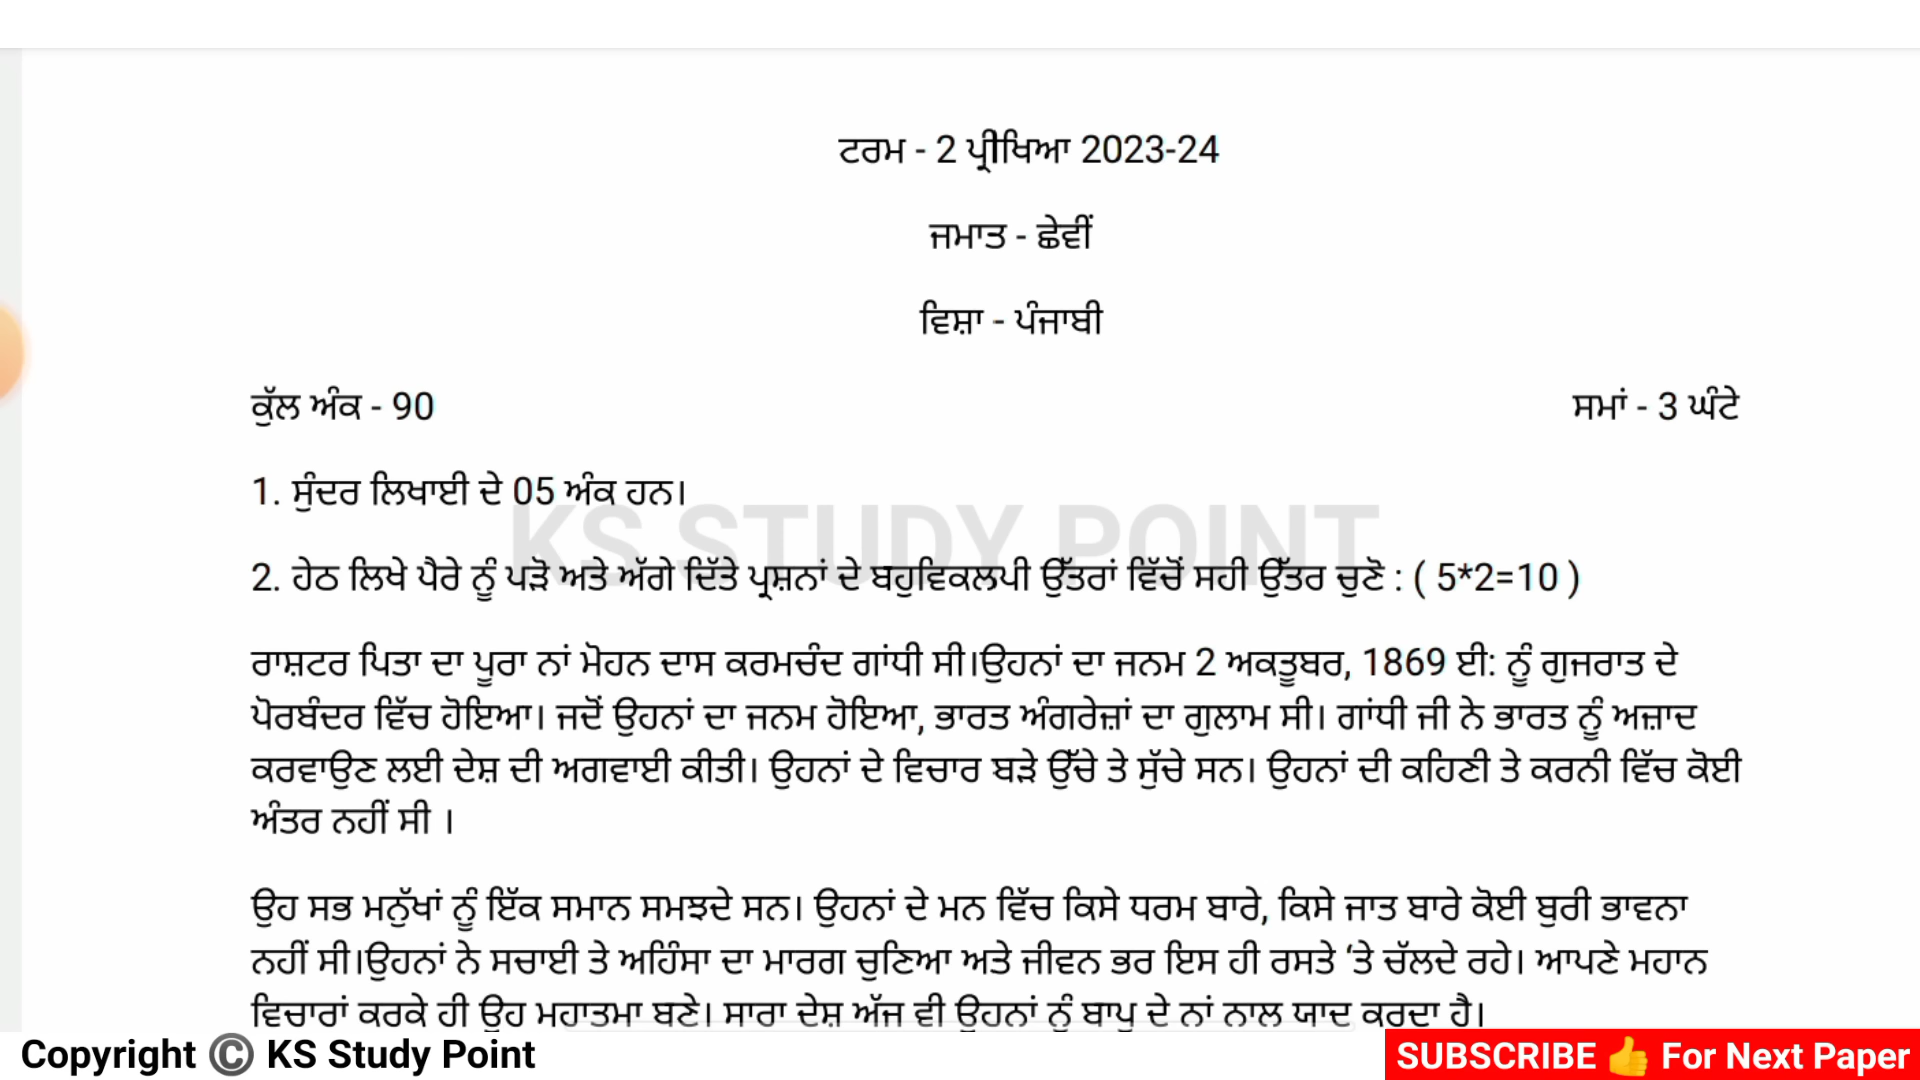 ਟਰਮ - 2 ਪ੍ਰੀਖਿਆ 2023-24
ਜਮਾਤ - ਛੇਵੀਂ
ਵਿਸ਼ਾ - ਪੰਜਾਬੀ
ਕੁੱਲ ਅੰਕ - 90 ਸਮਾਂ - 3 ਘੰਟੇ
1. ਸੁੰਦਰ ਲਿਖਾਈ ਦੇ 05 ਅੰਕ ਹਨ।
KS STUDY POINT
2. ਹੇਠ ਲਿਖੇ ਪੈਰੇ ਨੂੰ ਪੜੋ ਅਤੇ ਅੱਗੇ ਦਿੱਤੇ ਪ੍ਰਸ਼ਨਾਂ ਦੇ ਬਹੁਵਿਕਲਪੀ ਉੱਤਰਾਂ ਵਿੱਚੋਂ ਸਹੀ ਉੱਤਰ ਚੁਣੋ : ( 5*2=10 )
ਰਾਸ਼ਟਰ ਪਿਤਾ ਦਾ ਪੂਰਾ ਨਾਂ ਮੋਹਨ ਦਾਸ ਕਰਮਚੰਦ ਗਾਂਧੀ ਸੀ।ਉਹਨਾਂ ਦਾ ਜਨਮ 2 ਅਕਤੂਬਰ, 1869 ਈ: ਨੂੰ ਗੁਜਰਾਤ ਦੇ
ਪੋਰਬੰਦਰ ਵਿੱਚ ਹੋਇਆ। ਜਦੋਂ ਉਹਨਾਂ ਦਾ ਜਨਮ ਹੋਇਆ, ਭਾਰਤ ਅੰਗਰੇਜ਼ਾਂ ਦਾ ਗੁਲਾਮ ਸੀ। ਗਾਂਧੀ ਜੀ ਨੇ ਭਾਰਤ ਨੂੰ ਅਜ਼ਾਦ
ਕਰਵਾਉਣ ਲਈ ਦੇਸ਼ ਦੀ ਅਗਵਾਈ ਕੀਤੀ। ਉਹਨਾਂ ਦੇ ਵਿਚਾਰ ਬੜੇ ਉੱਚੇ ਤੇ ਸੁੱਚੇ ਸਨ। ਉਹਨਾਂ ਦੀ ਕਹਿਣੀ ਤੇ ਕਰਨੀ ਵਿੱਚ ਕੋਈ
ਅੰਤਰ ਨਹੀਂ ਸੀ ।
ਉਹ ਸਭ ਮਨੁੱਖਾਂ ਨੂੰ ਇੱਕ ਸਮਾਨ ਸਮਝਦੇ ਸਨ। ਉਹਨਾਂ ਦੇ ਮਨ ਵਿੱਚ ਕਿਸੇ ਧਰਮ ਬਾਰੇ, ਕਿਸੇ ਜਾਤ ਬਾਰੇ ਕੋਈ ਬੁਰੀ ਭਾਵਨਾ
ਨਹੀਂ ਸੀ।ਉਹਨਾਂ ਨੇ ਸਚਾਈ ਤੇ ਅਹਿੰਸਾ ਦਾ ਮਾਰਗ ਚੁਣਿਆ ਅਤੇ ਜੀਵਨ ਭਰ ਇਸ ਹੀ ਰਸਤੇ ‘ਤੇ ਚੱਲਦੇ ਰਹੇ। ਆਪਣੇ ਮਹਾਨ
ਵਿਚਾਰਾਂ ਕਰਕੇ ਹੀ ਉਹ ਮਹਾਤਮਾ ਬਣੇ। ਸਾਰਾ ਦੇਸ਼ ਅੱਜ ਵੀ ਉਹਨਾਂ ਨੂੰ ਬਾਪੂ ਦੇ ਨਾਂ ਨਾਲ ਯਾਦ ਕਰਦਾ ਹੈ।
Copyright © KS Study Point
SUBSCRIBE 👍 For Next Paper